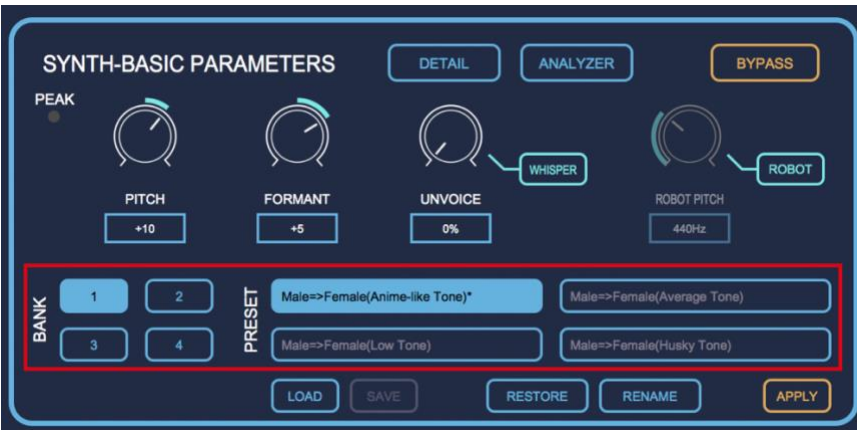 SYNTH-BASIC PARAMETERS DETAIL ANALYZER BYPASS
PEAK
WHISPER ROBOT
PITCH FORMANT UNVOICE ROBOT PITCH
+10 +5 0% 440Hz
BANK 1 2 PRESET Male=>Female(Anime-like Tone)* Male=>Female(Average Tone)
3 4 Male=>Female(Low Tone) Male=>Female(Husky Tone)
LOAD SAVE RESTORE RENAME APPLY